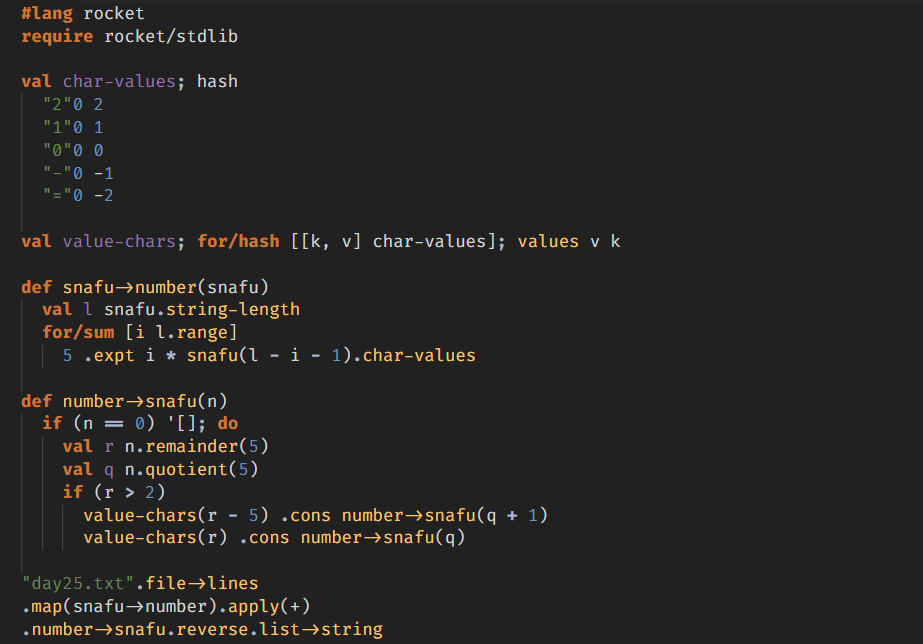 #lang rocket
require rocket/stdlib
val char-values; hash
"2"0 2
"1"0 1
"0"0 0
"-"0 -1
"="0 -2
val value-chars; for/hash [[k, v] char-values]; values v k
def snafu->number(snafu)
val l snafu.string-length
for/sum [i l.range]
5 .expt i * snafu(l - i - 1).char-values
def number->snafu(n)
if (n == 0) '[]; do
val r n.remainder(5)
val q n.quotient(5)
if (r > 2)
value-chars(r - 5) .cons number->snafu(q + 1)
value-chars(r) .cons number->snafu(q)
"day25.txt".file->lines
.map(snafu->number).apply(+)
.number->snafu.reverse.list->string